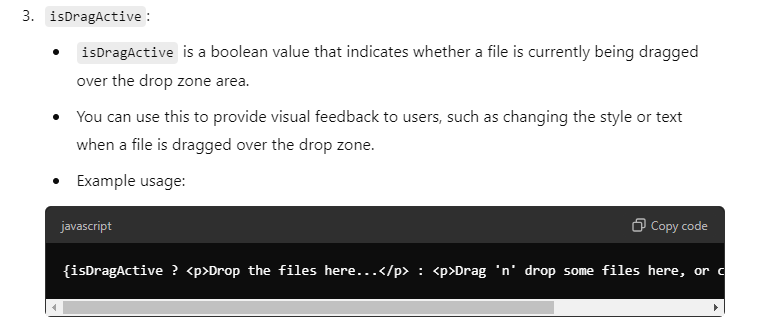 3. isDragActive:
• isDragActive is a boolean value that indicates whether a file is currently being dragged
over the drop zone area.
• You can use this to provide visual feedback to users, such as changing the style or text
when a file is dragged over the drop zone.
• Example usage:
javascript Copy code
{isDragActive ? <p>Drop the files here...</p> : <p>Drag 'n' drop some files here, or c